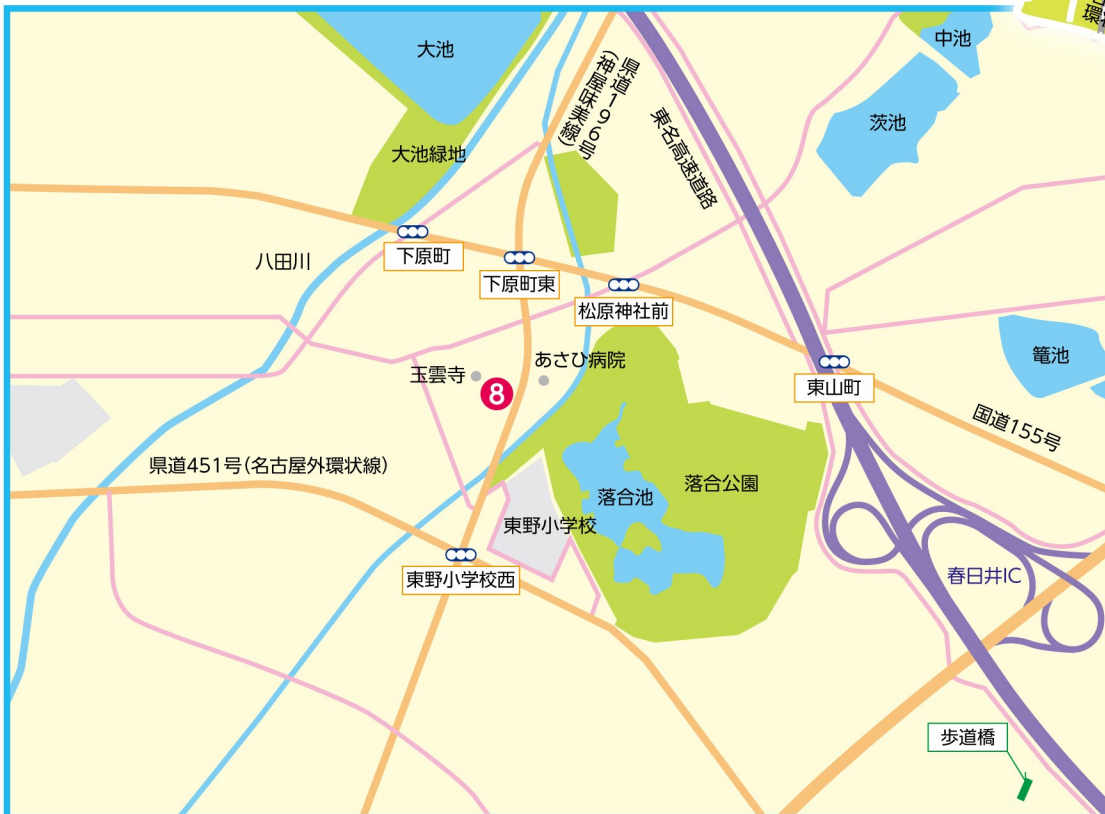 大池
中池
環
茨池
県道196号
(神屋味美線)
東名高速道路
大池緑地
八田川
下原町
下原町東
松原神社前
玉雲寺
あさひ病院
8
東山町
篭池
国道155号
県道451号(名古屋外環状線)
落合池
落合公園
東野小学校
東野小学校西
春日井IC
歩道橋